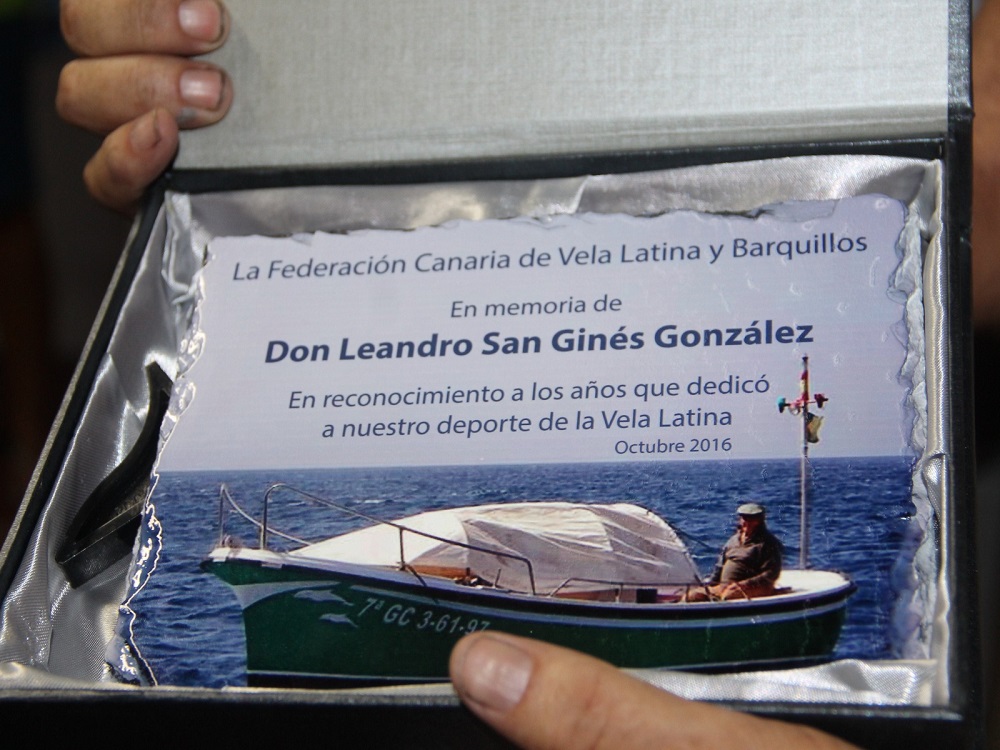 La Federación Canaria de Vela Latina y Barquillos
En memoria de
Don Leandro San Ginés González
En reconocimiento a los años que dedicó
a nuestro deporte de la Vela Latina
Octubre 2016
7ª GC 3-61-97